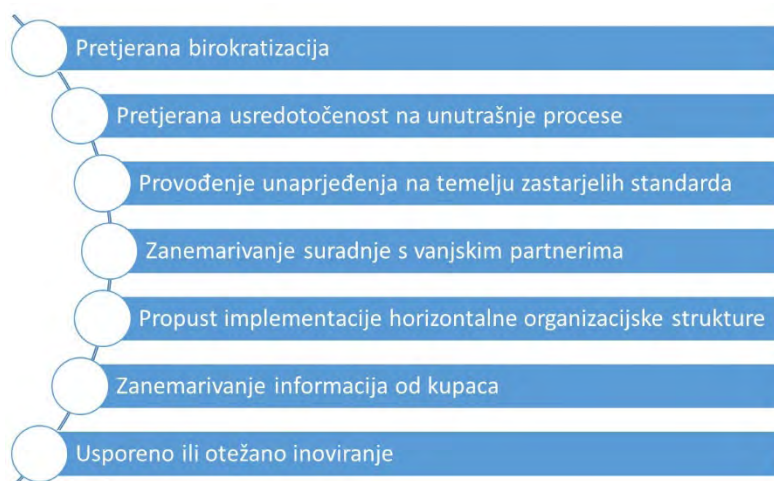 Pretjerana birokratizacija
Pretjerana usredotočenost na unutrašnje procese
Provođenje unaprjeđenja na temelju zastarjelih standarda
Zanemarivanje suradnje s vanjskim partnerima
Propust implementacije horizontalne organizacijske strukture
Zanemarivanje informacija od kupaca
Usporeno ili otežano inoviranje